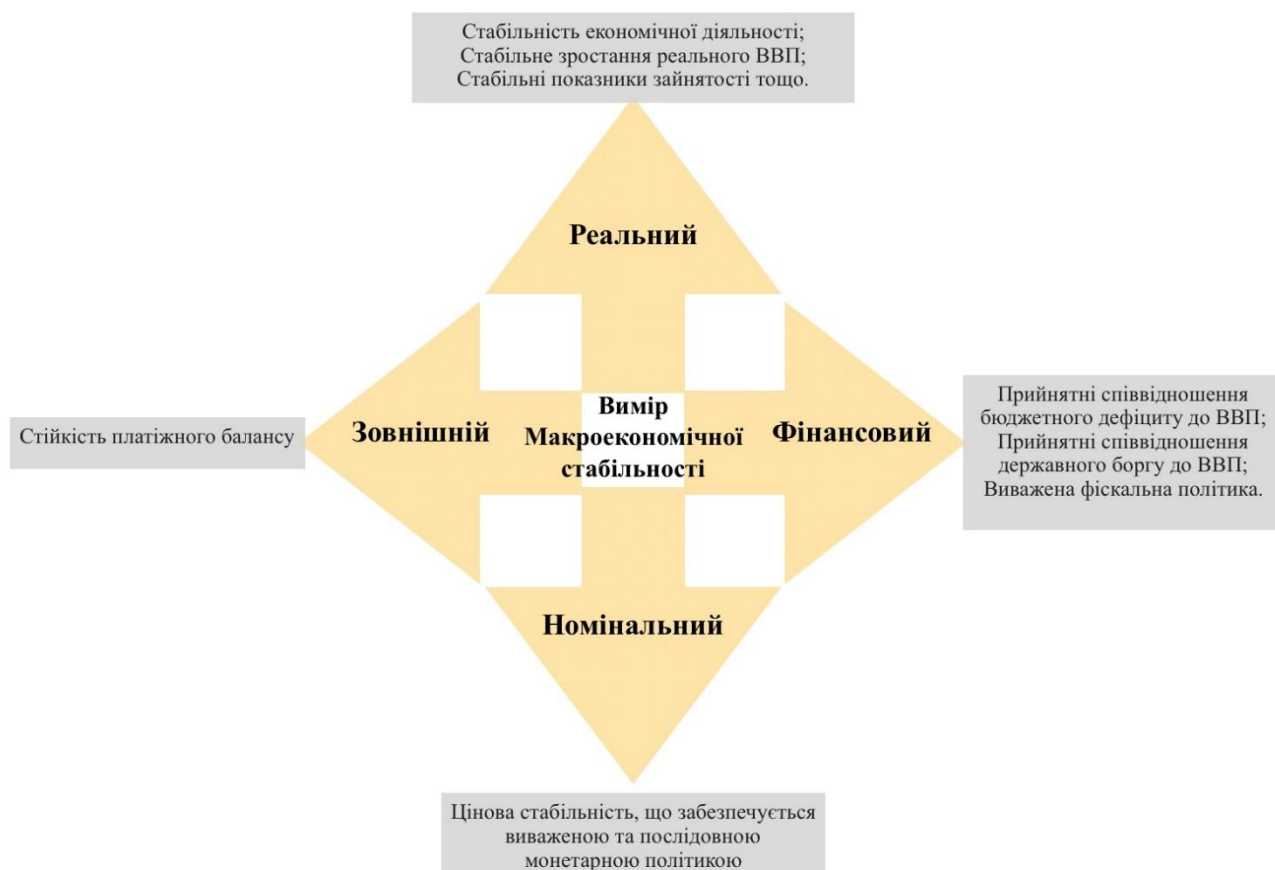 Стабільність економічної діяльності;
Стабільне зростання реального ВВП;
Стабільні показники зайнятості тощо.
Реальний
Стійкість платіжного балансу
Зовнішній
Вимір
Макроекономічної
стабільності
Фінансовий
Прийнятні співвідношення
бюджетного дефіциту до ВВП;
Прийнятні співвідношення
державного боргу до ВВП;
Виважена фіскальна політика.
Номінальний
Цінова стабільність, що забезпечується
виваженою та послідовною
монетарною політикою